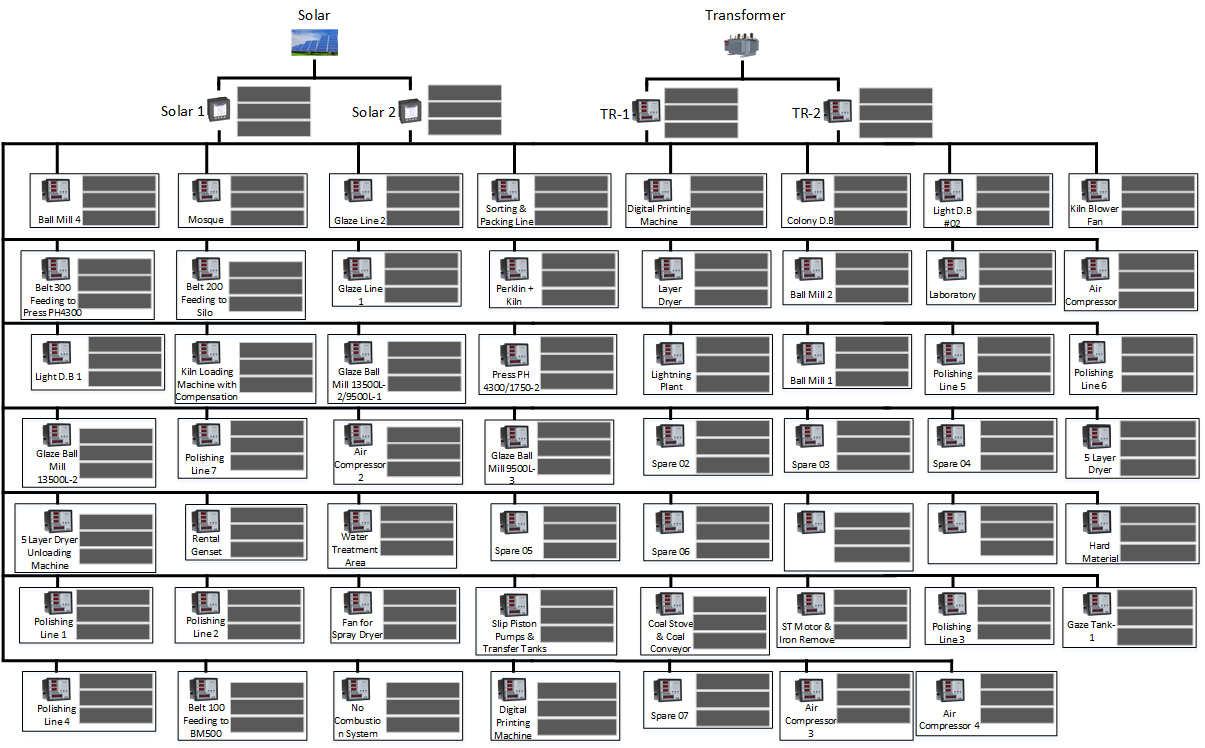 Solar
Transformer
Solar 1
Solar 2
TR-1
TR-2
Ball Mill 4
Mosque
Glaze Line 2
Sorting &
Packing Line
Digital Printing
Machine
Colony D.B
Light D.B
#02
Kiln Blower
Fan
Belt 300
Feeding to
Press PH4300
Belt 200
Feeding to
Silo
Glaze Line
1
Perklin +
Kiln
Layer
Dryer
Ball Mill 2
Laboratory
Air
Compressor
Light D.B 1
Kiln Loading
Machine with
Compensation
Glaze Ball
Mill 13500L-
2/9500L-1
Press PH
4300/1750-2
Lightning
Plant
Ball Mill 1
Polishing
Line 5
Polishing
Line 6
Glaze Ball
Mill
13500L-2
Polishing
Line 7
Air
Compressor
2
Glaze Ball
Mill 9500L-
3
Spare 02
Spare 03
Spare 04
5 Layer
Dryer
5 Layer Dryer
Unloading
Machine
Rental
Genset
Water
Treatment
Area
Spare 05
Spare 06
Hard
Material
Polishing
Line 1
Polishing
Line 2
Fan for
Spray Dryer
Slip Piston
Pumps &
Transfer Tanks
Coal Stove
& Coal
Conveyor
ST Motor &
Iron Remove
Polishing
Line 3
Gaze Tank-
1
Polishing
Line 4
Belt 100
Feeding to
BM500
No
Combustio
n System
Digital
Printing
Machine
Spare 07
Air
Compressor
3
Air
Compressor 4